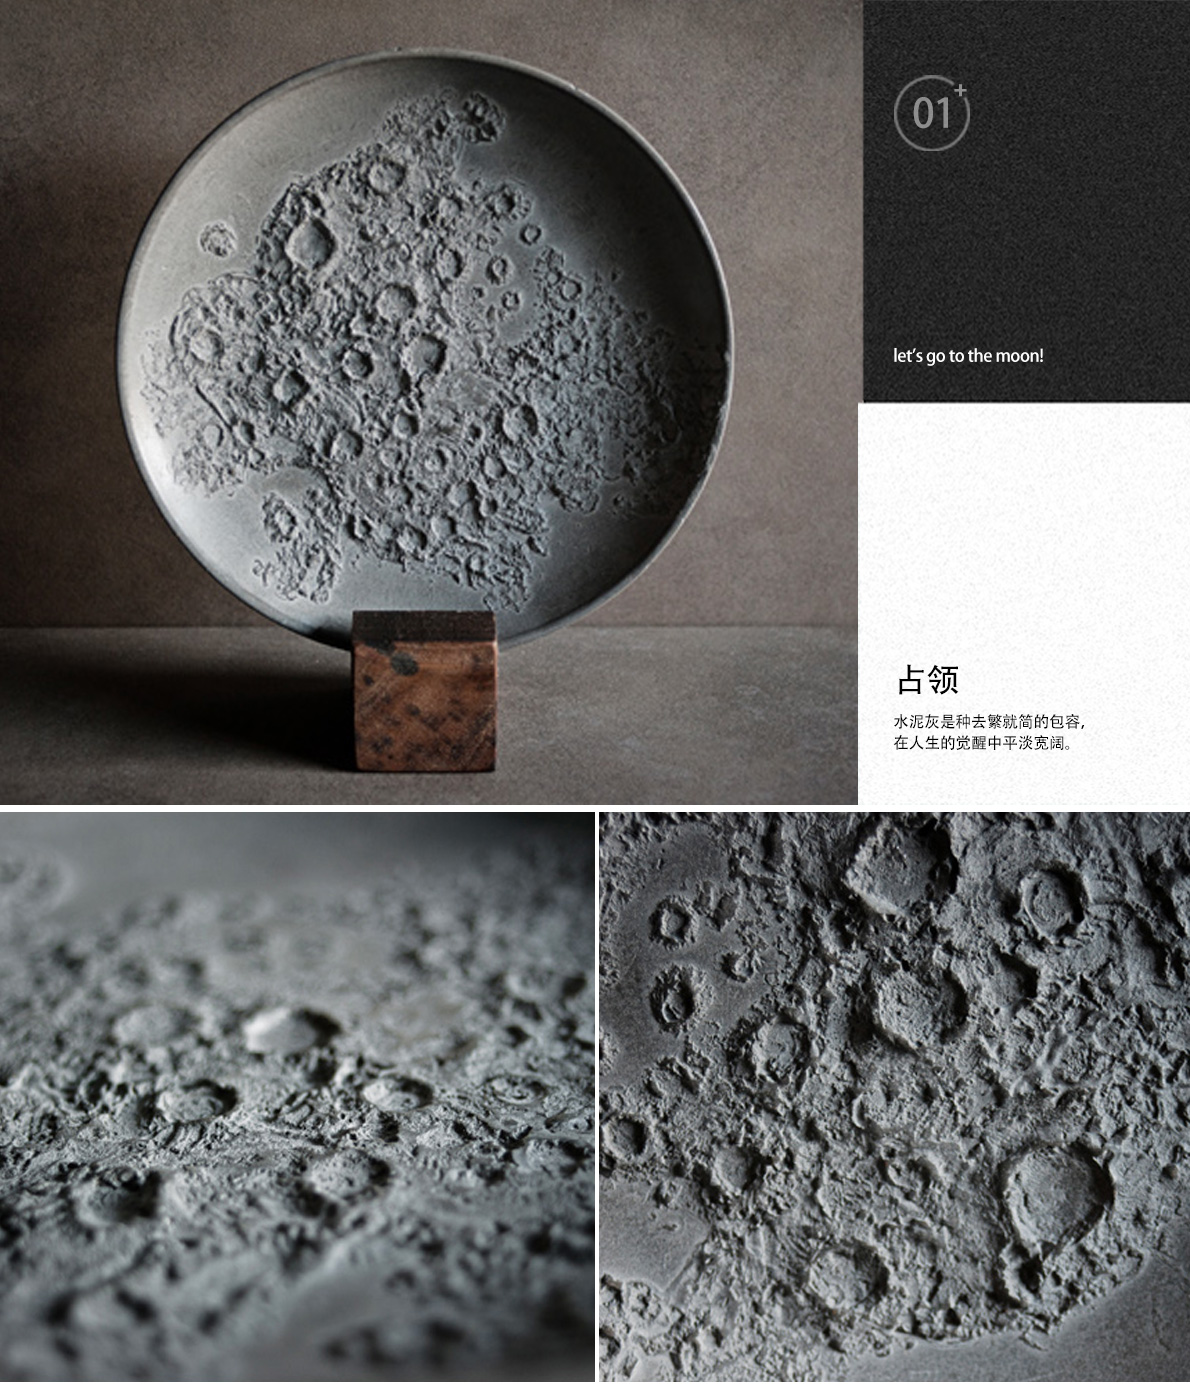 01+
let's go to the moon!
占领
水泥灰是种去繁就简的包容,
在人生的觉醒中平淡宽阔。